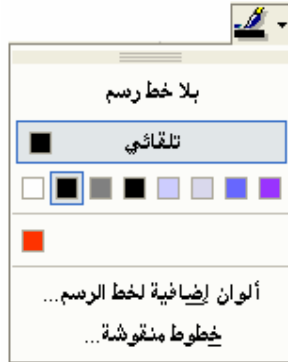 بلا خط رسم
تلقائي
ألوان إضافية لخط الرسم...
خطوط منقوشة...